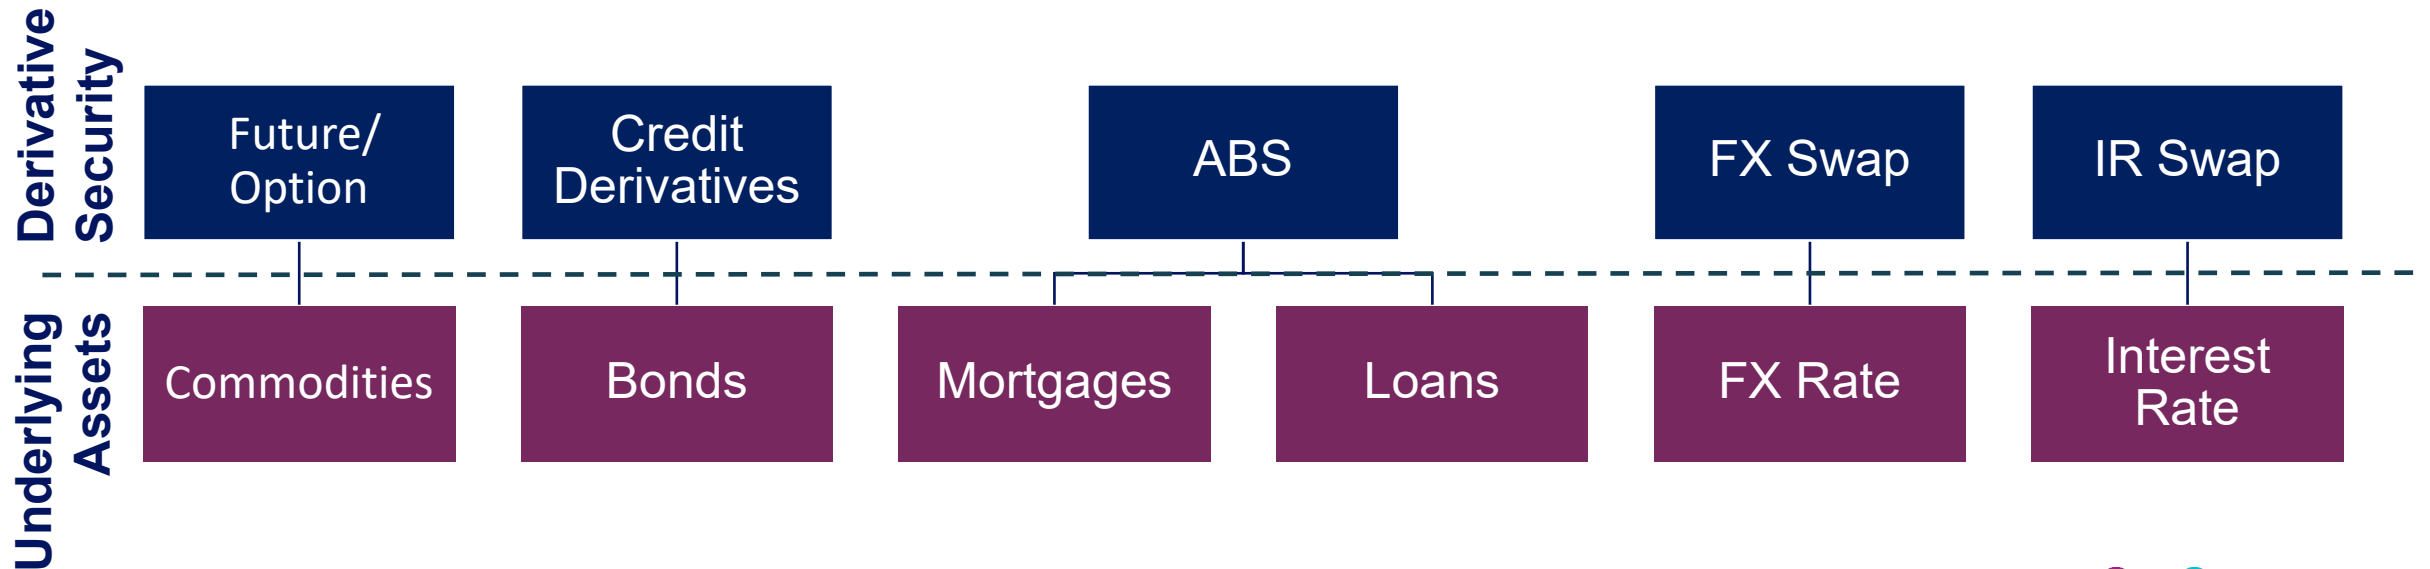 Derivative
Security
Future/
Option
Credit
Derivatives
ABS
FX Swap
IR Swap
Underlying
Assets
Commodities
Bonds
Mortgages
Loans
FX Rate
Interest
Rate